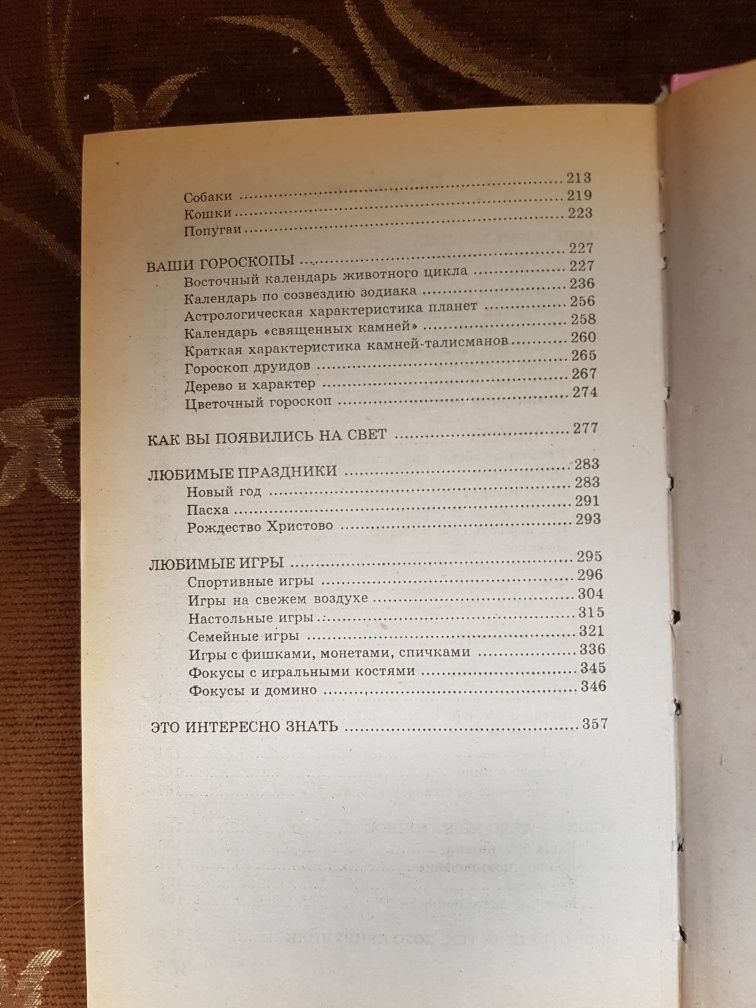 Собаки ........ 213
Кошки ........ 219
Попугаи ........ 223
ВАШИ ГОРОСКОПЫ ........ 227
Восточный календарь животного цикла ........ 227
Календарь по созвездию зодиака ........ 236
Астрологическая характеристика планет ........ 256
Календарь «священных камней» ........ 258
Краткая характеристика камней-талисманов ........ 260
Гороскоп друидов ........ 265
Дерево и характер ........ 267
Цветочный гороскоп ........ 274
КАК ВЫ ПОЯВИЛИСЬ НА СВЕТ ........ 277
ЛЮБИМЫЕ ПРАЗДНИКИ ........ 283
Новый год ........ 283
Пасха ........ 291
Рождество Христово ........ 293
ЛЮБИМЫЕ ИГРЫ ........ 295
Спортивные игры ........ 296
Игры на свежем воздухе ........ 304
Настольные игры ........ 315
Семейные игры ........ 321
Игры с фишками, монетами, спичками ........ 336
Фокусы с игральными костями ........ 345
Фокусы и домино ........ 346
ЭТО ИНТЕРЕСНО ЗНАТЬ ........ 357